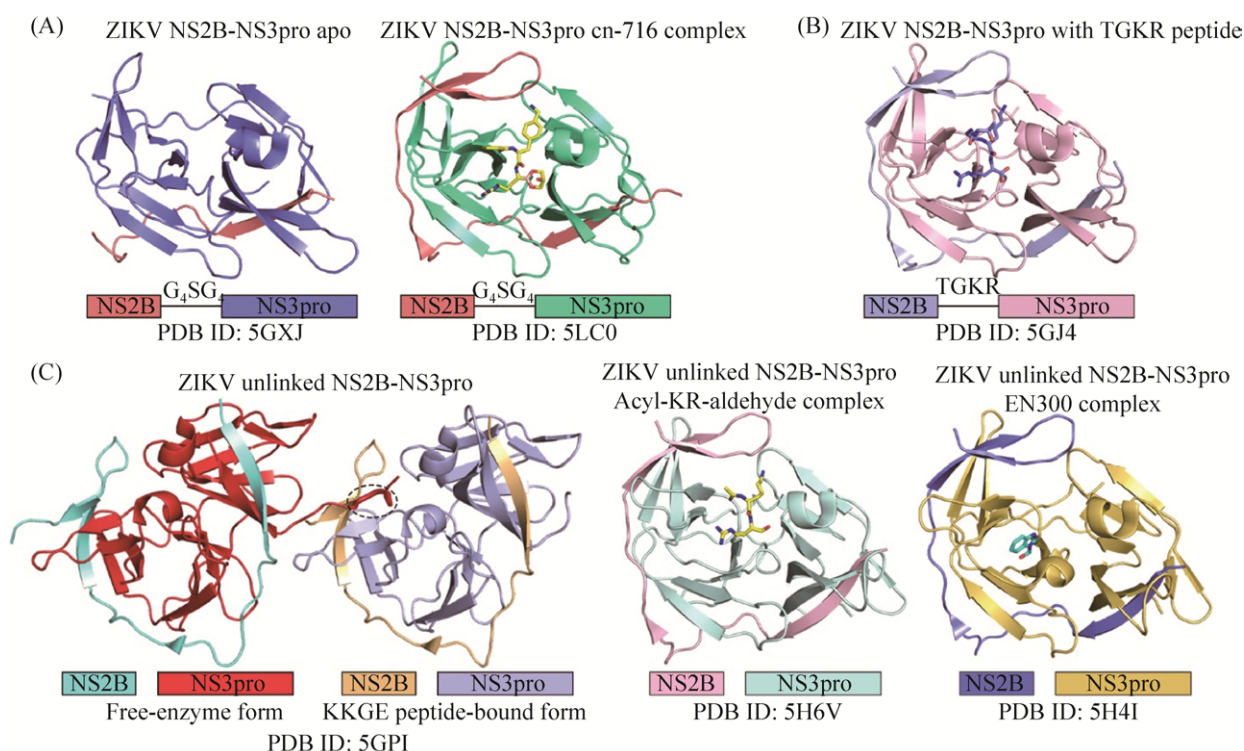 (A)
ZIKV NS2B-NS3pro apo
ZIKV NS2B-NS3pro cn-716 complex
G₄SG₄
NS2B
NS3pro
PDB ID: 5GXJ
G₄SG₄
NS2B
NS3pro
PDB ID: 5LC0
(B)
ZIKV NS2B-NS3pro with TGKR peptide
TGKR
NS2B
NS3pro
PDB ID: 5GJ4
(C)
ZIKV unlinked NS2B-NS3pro
NS2B
NS3pro
Free-enzyme form
NS2B
NS3pro
KKGE peptide-bound form
PDB ID: 5GPI
ZIKV unlinked NS2B-NS3pro
Acyl-KR-aldehyde complex
NS2B
NS3pro
PDB ID: 5H6V
ZIKV unlinked NS2B-NS3pro
EN300 complex
NS2B
NS3pro
PDB ID: 5H4I